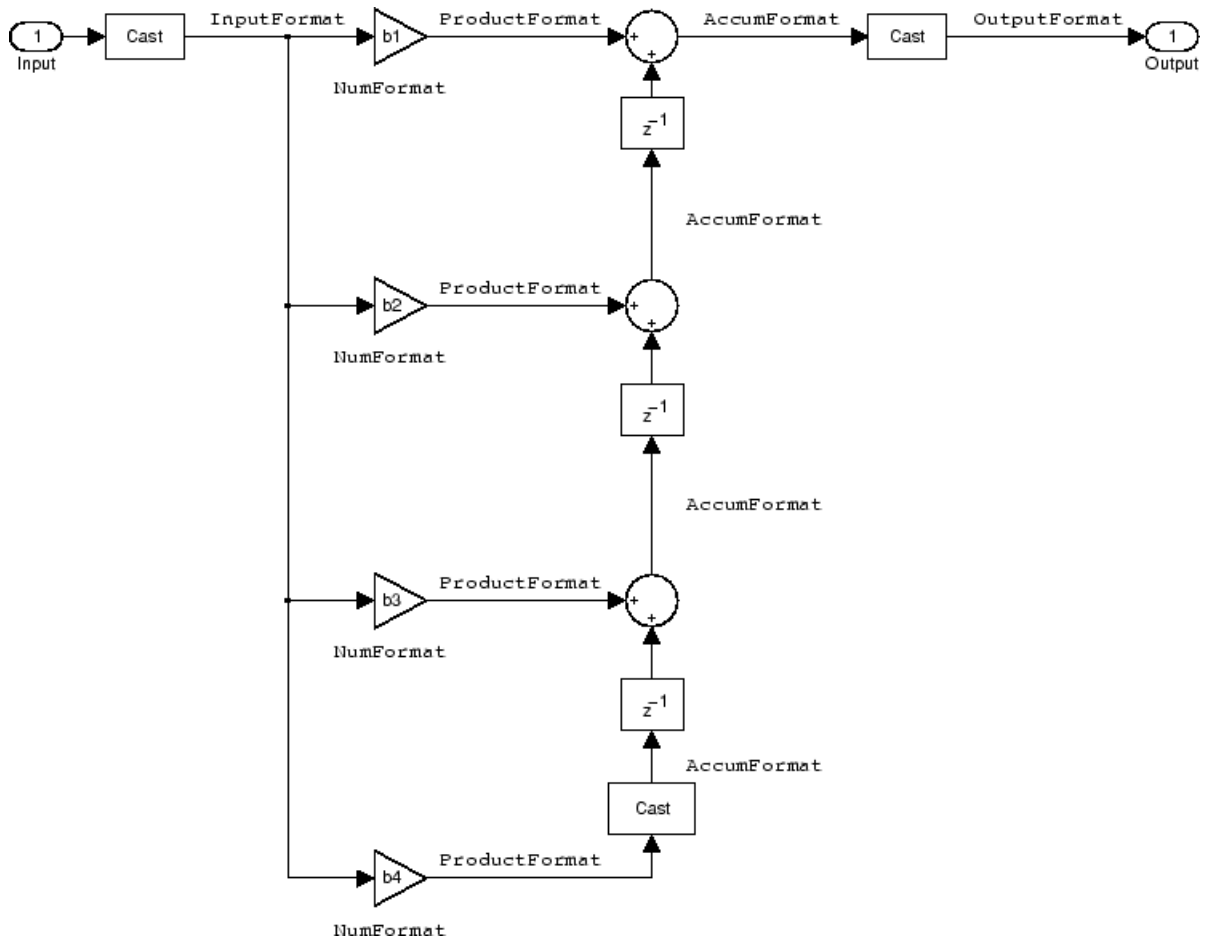 InputFormat
ProductFormat
AccumFormat
OutputFormat
1
Cast
b1
+
+
Cast
1
Input
Output
NumFormat
z⁻¹
AccumFormat
ProductFormat
b2
+
+
NumFormat
z⁻¹
AccumFormat
ProductFormat
b3
+
+
NumFormat
z⁻¹
AccumFormat
Cast
ProductFormat
b4
NumFormat